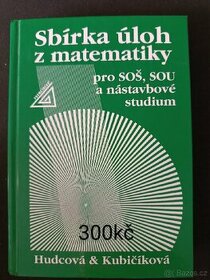 Sbírka úloh
z matematiky
pro SOŠ, SOU
a nástavbové
studium
300kč
Hudcová & Kubičíková